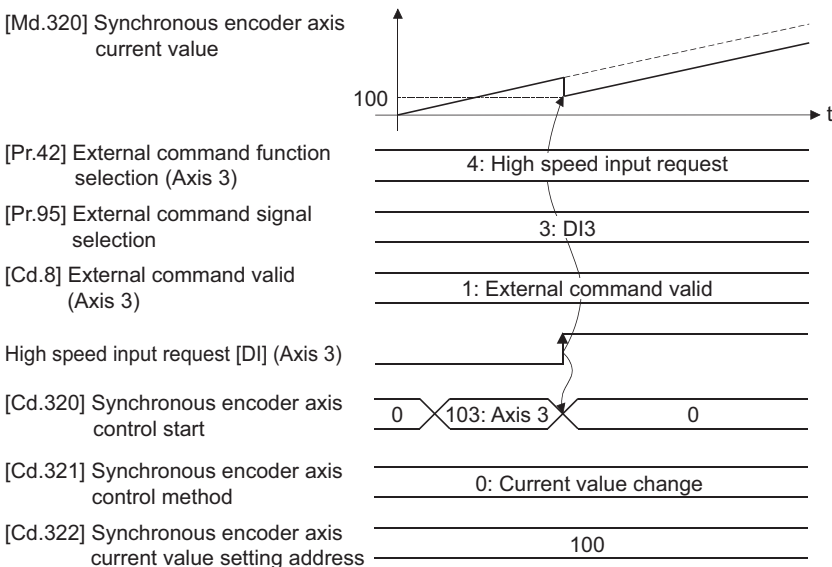 [Md.320] Synchronous encoder axis
current value
100
t
[Pr.42] External command function
selection (Axis 3)
4: High speed input request
[Pr.95] External command signal
selection
3: DI3
[Cd.8] External command valid
(Axis 3)
1: External command valid
High speed input request [DI] (Axis 3)
[Cd.320] Synchronous encoder axis
control start
0
103: Axis 3
0
[Cd.321] Synchronous encoder axis
control method
0: Current value change
[Cd.322] Synchronous encoder axis
current value setting address
100